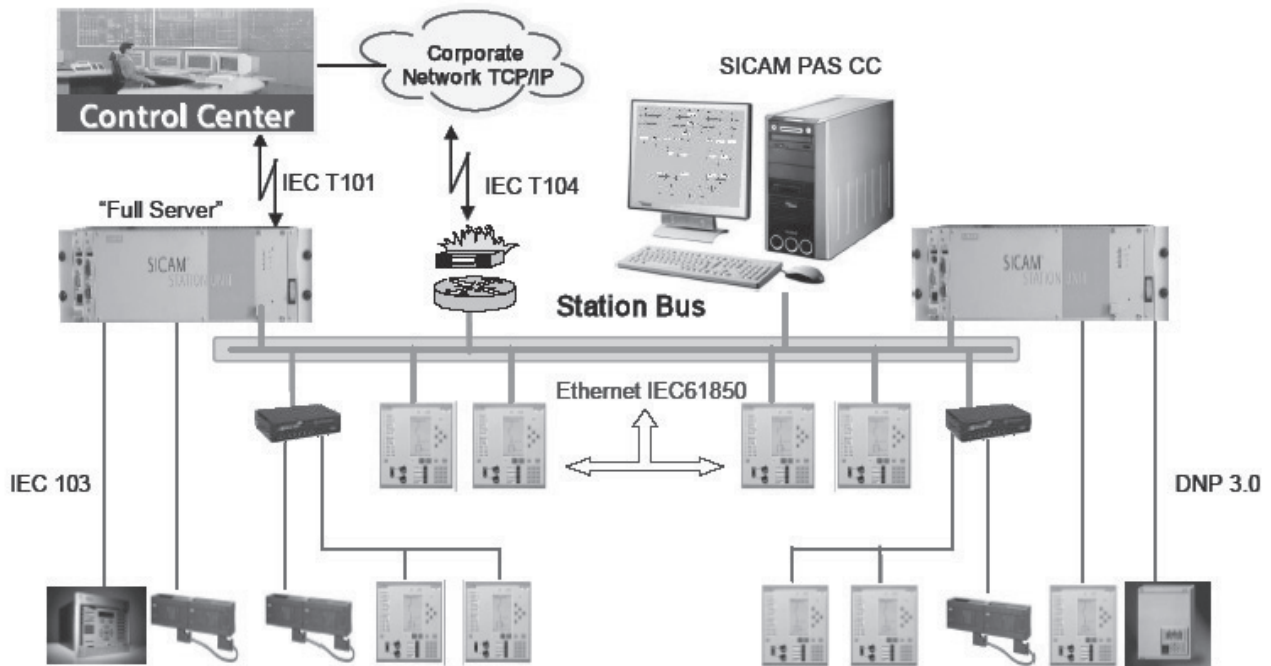 Corporate
Network TCP/IP
SICAM PAS CC
Control Center
IEC T101
IEC T104
"Full Server"
SICAM
STATION UNIT
SICAM
STATION UNIT
Station Bus
Ethernet IEC61850
IEC 103
DNP 3.0